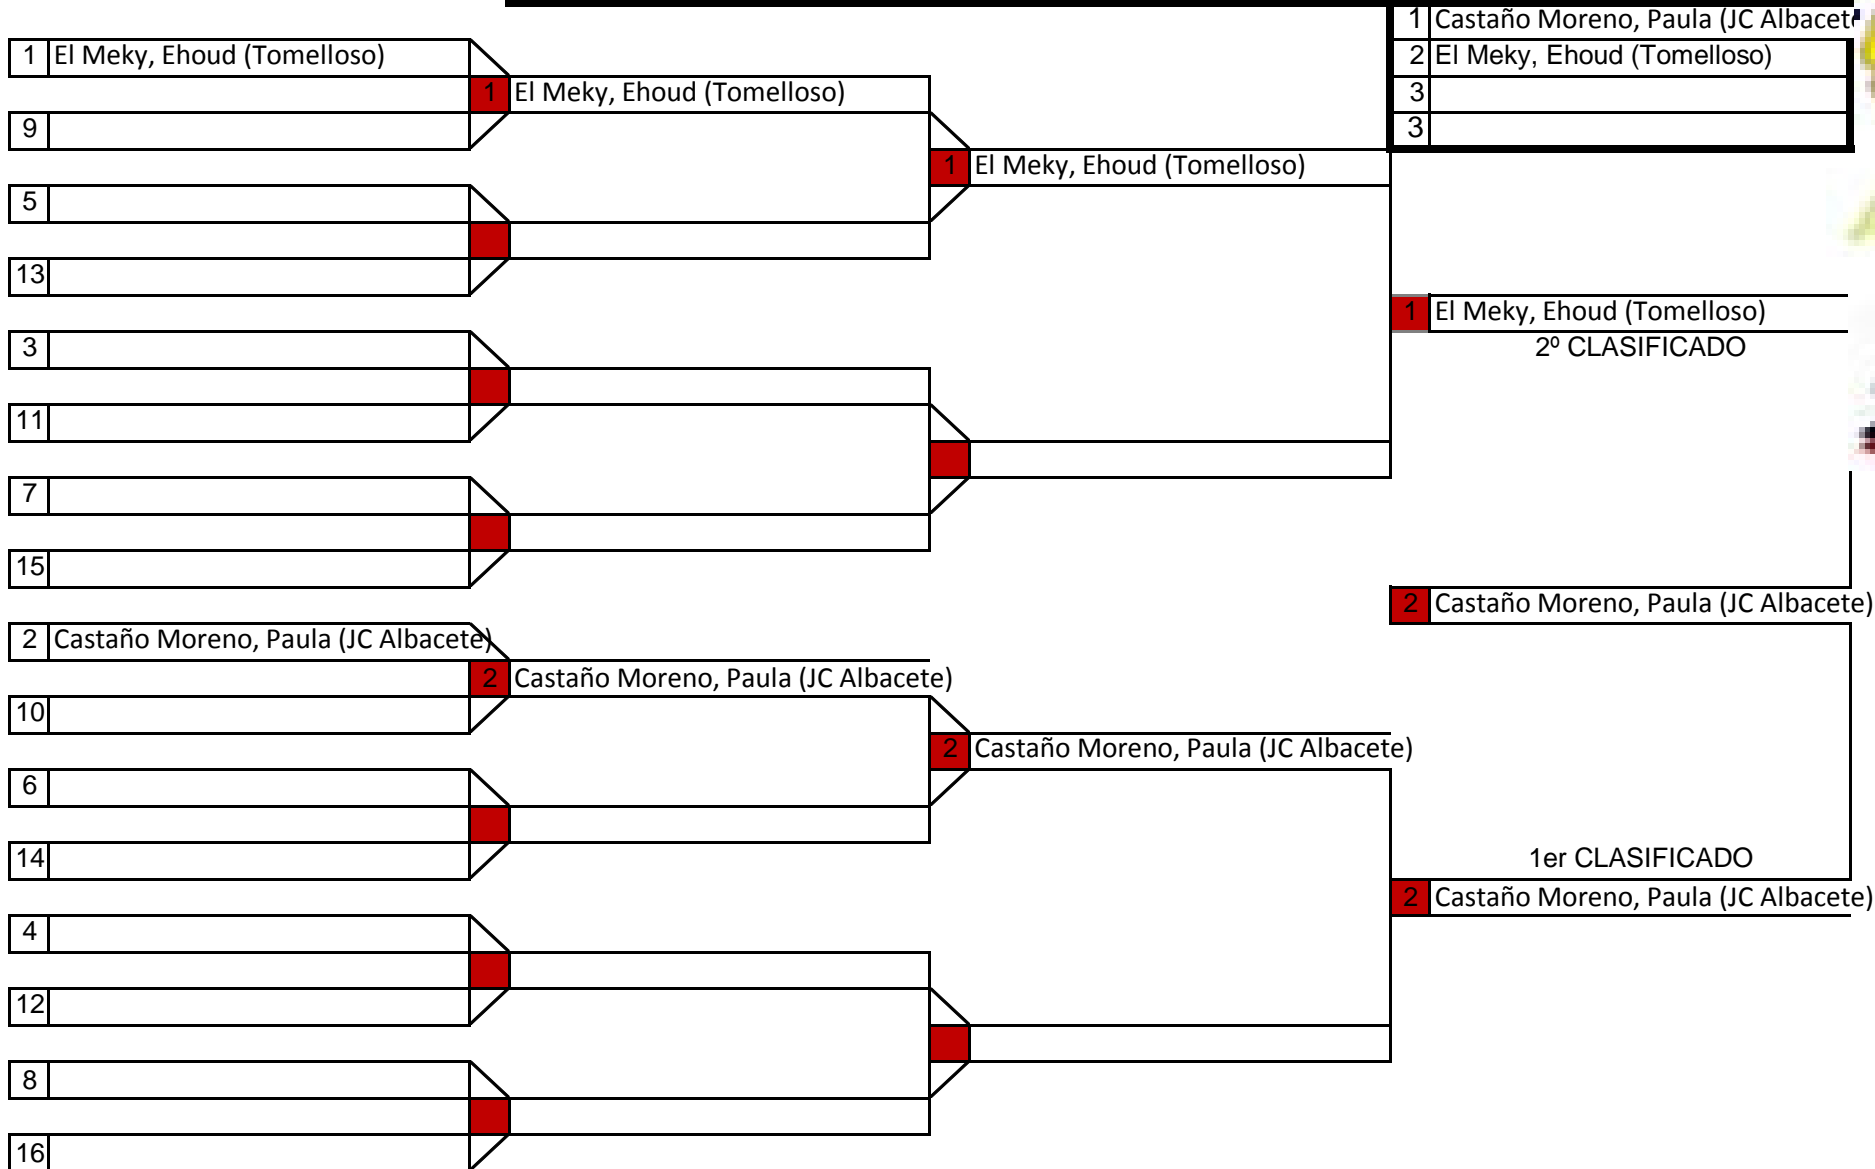 1 Castaño Moreno, Paula (JC Albacete
1 El Meky, Ehoud (Tomelloso)
2 El Meky, Ehoud (Tomelloso)
1 El Meky, Ehoud (Tomelloso)
3
9
3
1 El Meky, Ehoud (Tomelloso)
5
13
1 El Meky, Ehoud (Tomelloso)
3
2º CLASIFICADO
11
7
15
2 Castaño Moreno, Paula (JC Albacete)
2 Castaño Moreno, Paula (JC Albacete)
2 Castaño Moreno, Paula (JC Albacete)
10
2 Castaño Moreno, Paula (JC Albacete)
6
14
1er CLASIFICADO
2 Castaño Moreno, Paula (JC Albacete)
4
12
8
16